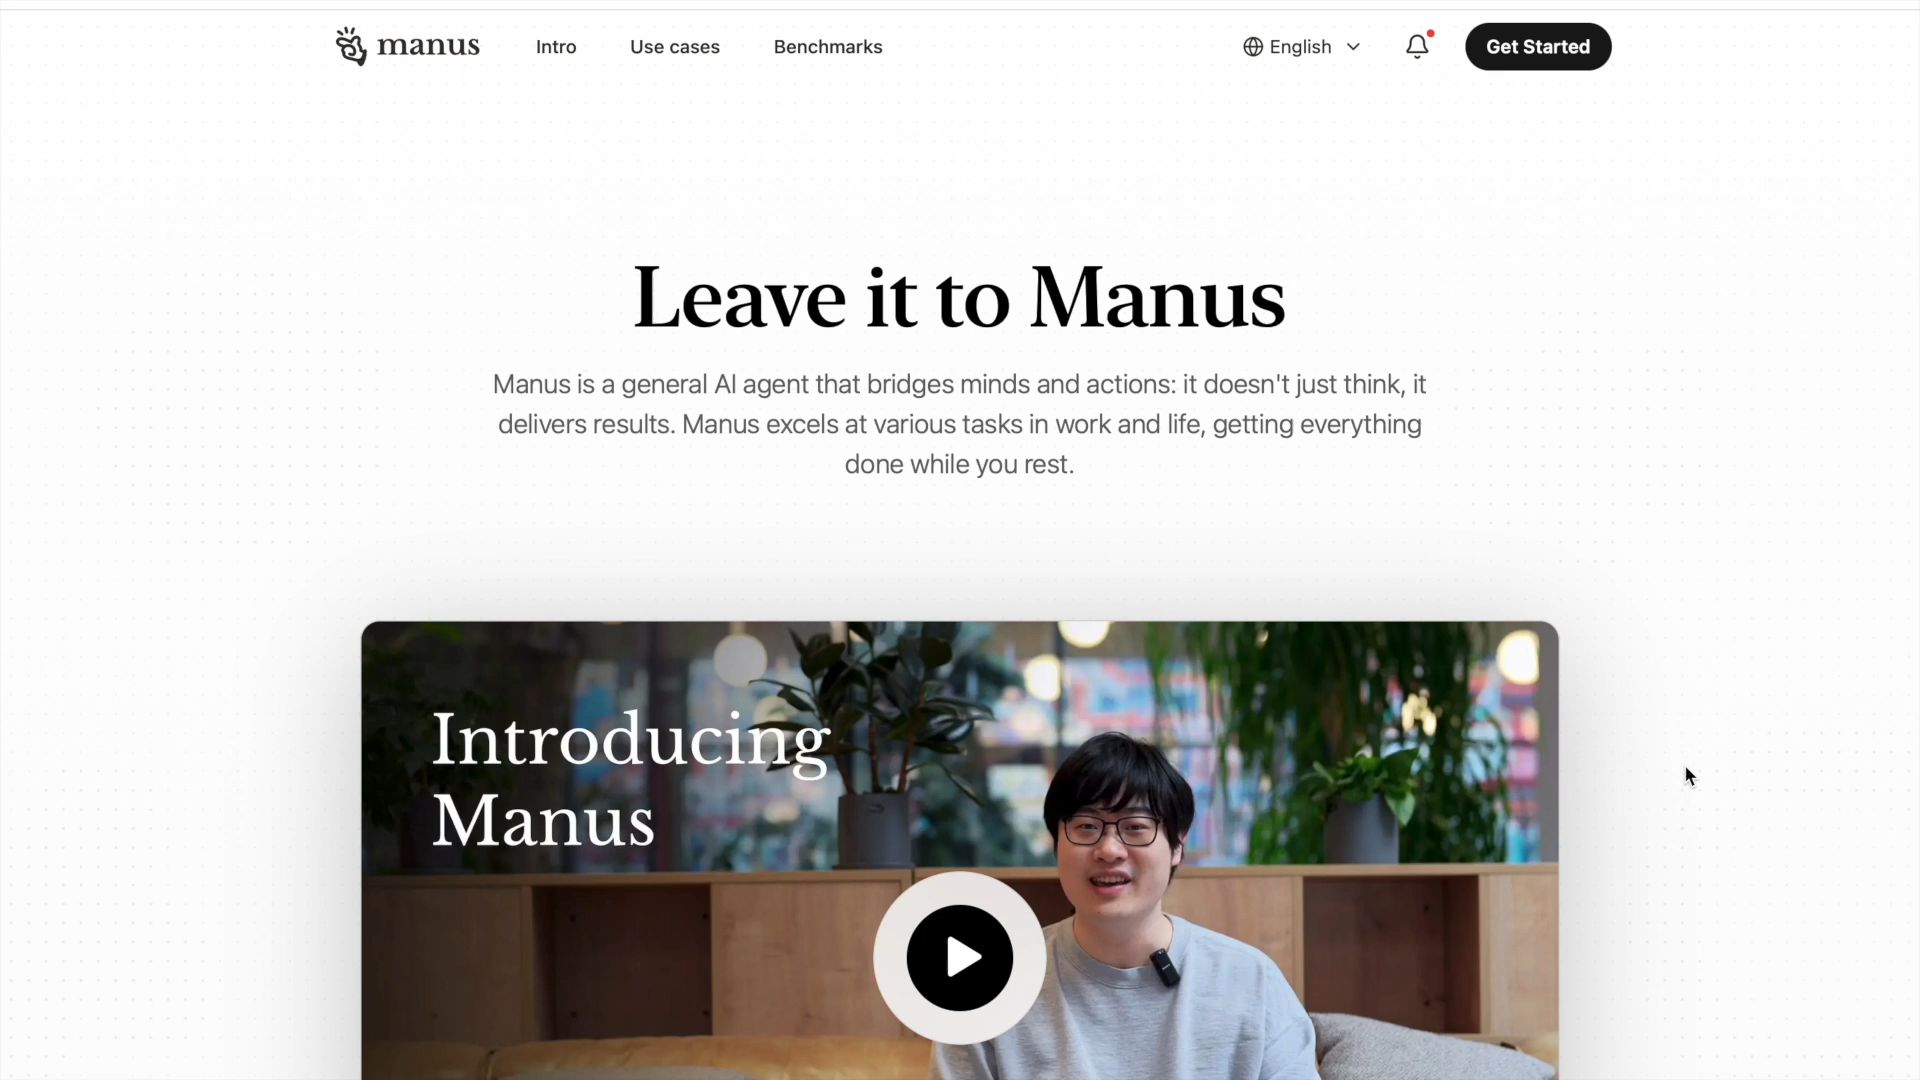 manus
Intro
Use cases
Benchmarks
English
Get Started
Leave it to Manus
Manus is a general AI agent that bridges minds and actions: it doesn't just think, it
delivers results. Manus excels at various tasks in work and life, getting everything
done while you rest.
Introducing
Manus